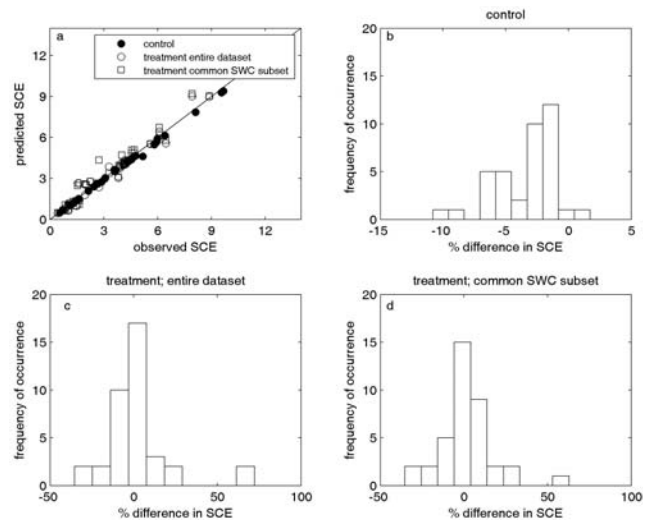 a
control
treatment entire dataset
treatment common SWC subset
predicted SCE
14
12
9
6
3
0
0 3 6 9 12
observed SCE
control
b
frequency of occurrence
20
15
10
5
0
-15 -10 -5 0 5
% difference in SCE
treatment; entire dataset
c
frequency of occurrence
20
15
10
5
0
-50 0 50 100
% difference in SCE
treatment; common SWC subset
d
frequency of occurrence
20
15
10
5
0
-50 0 50 100
% difference in SCE